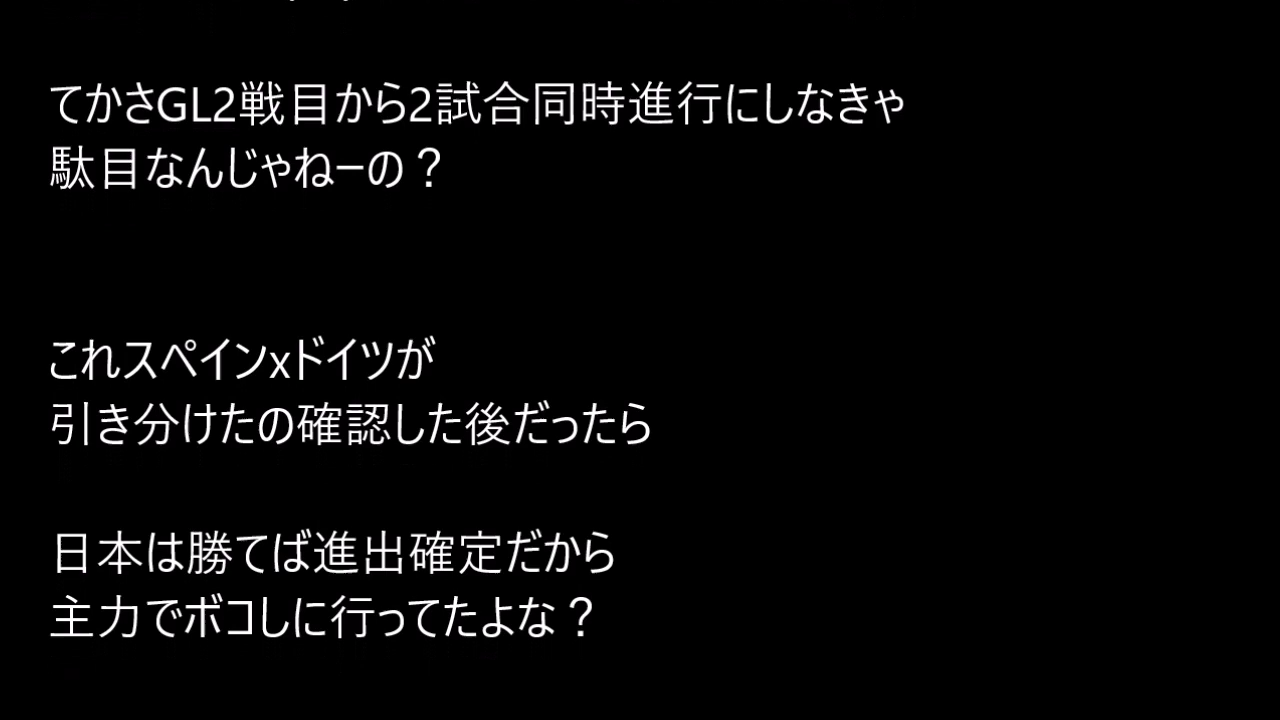 てかさGL2戦目から2試合同時進行にしなきゃ
駄目なんじゃねーの？
これスペインxドイツが
引き分けたの確認した後だったら
日本は勝てば進出確定だから
主力でボコしに行ってたよな？